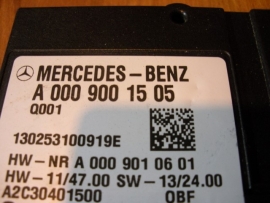 MERCEDES-BENZ
A 000 900 15 05
Q001
130253100919E
HW-NR A 000 901 06 01
HW-11/47.00 SW-13/24.00
A2C30401500 OBF